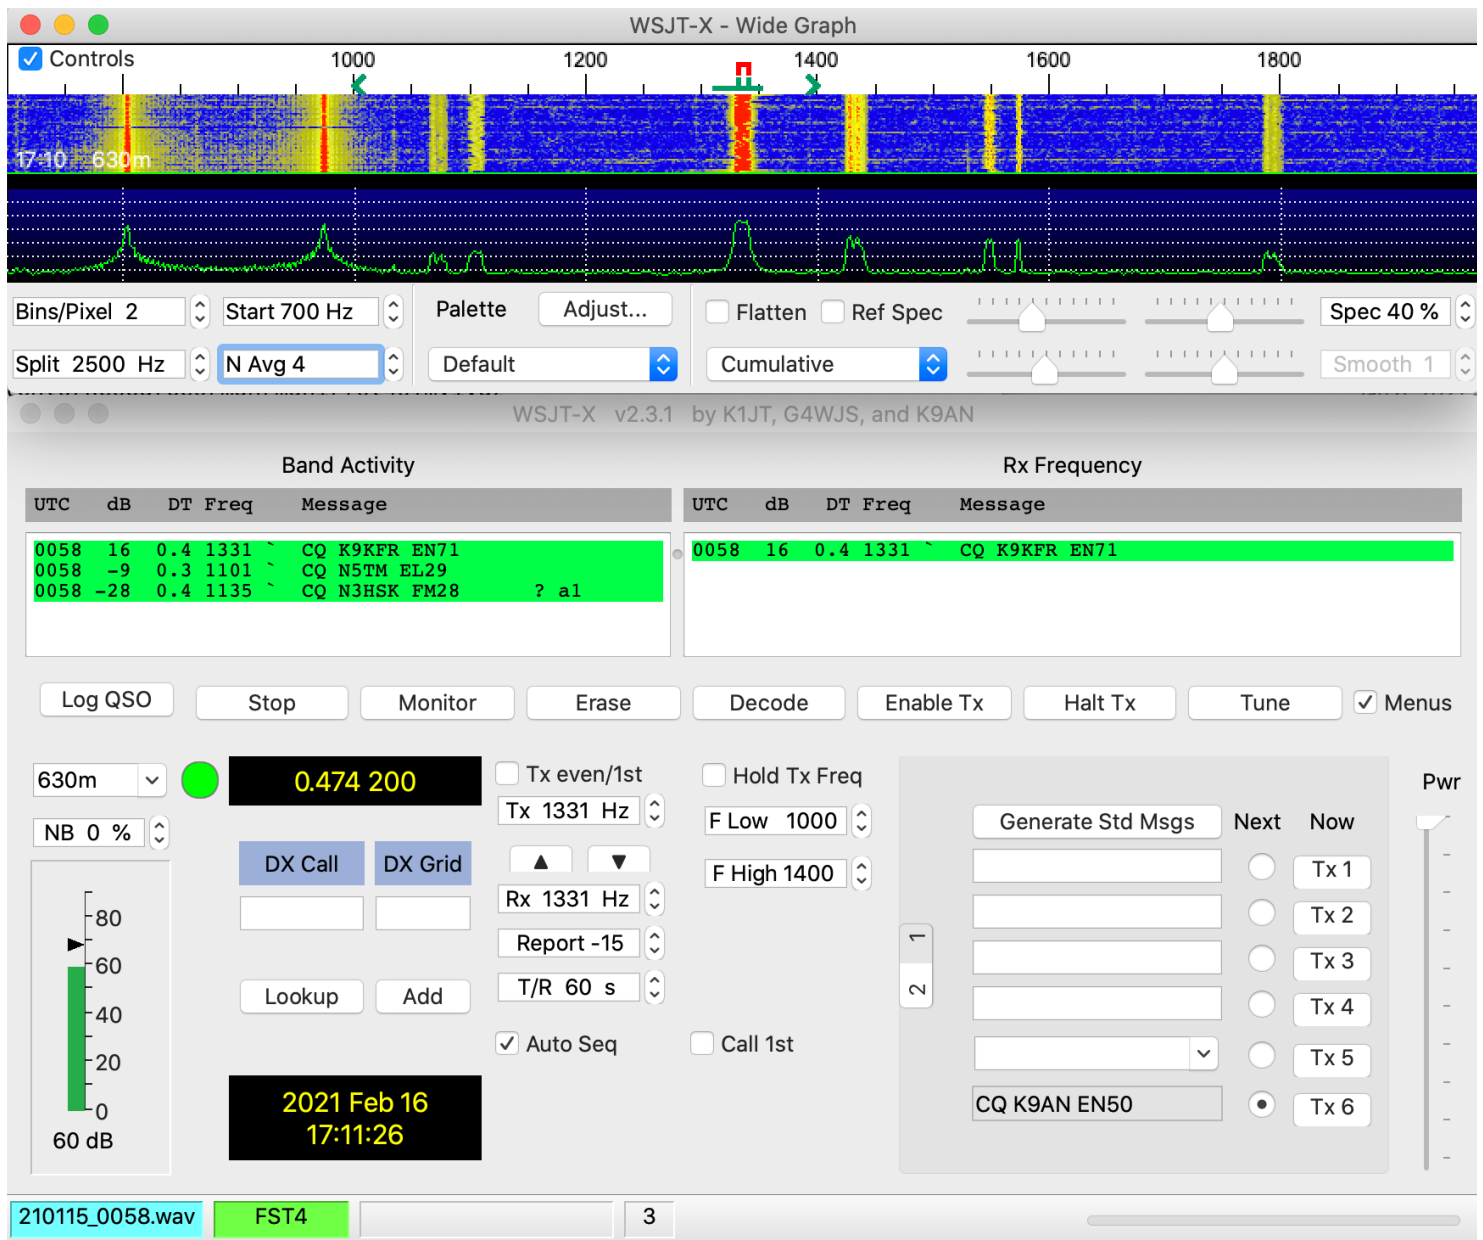 WSJT-X - Wide Graph
Controls
1000 1200 1400 1600 1800
17:10 630m
Bins/Pixel 2 Start 700 Hz Palette Adjust... Flatten Ref Spec Spec 40 %
Split 2500 Hz N Avg 4 Default Cumulative Smooth 1
WSJT-X v2.3.1 by K1JT, G4WJS, and K9AN
Band Activity Rx Frequency
UTC dB DT Freq Message UTC dB DT Freq Message
0058 16 0.4 1331 ` CQ K9KFR EN71 0058 16 0.4 1331 ` CQ K9KFR EN71
0058 -9 0.3 1101 ` CQ N5TM EL29
0058 -28 0.4 1135 ` CQ N3HSK FM28 ? a1
Log QSO Stop Monitor Erase Decode Enable Tx Halt Tx Tune Menus
630m 0.474 200 Tx even/1st Hold Tx Freq Pwr
Tx 1331 Hz F Low 1000 Generate Std Msgs Next Now
NB 0 %
DX Call DX Grid F High 1400 Tx 1
Rx 1331 Hz Tx 2
80
Report -15
60 Tx 3
1
2
Lookup Add T/R 60 s Tx 4
40
Auto Seq Call 1st Tx 5
20
2021 Feb 16 CQ K9AN EN50 Tx 6
0
17:11:26
60 dB
210115_0058.wav FST4 3